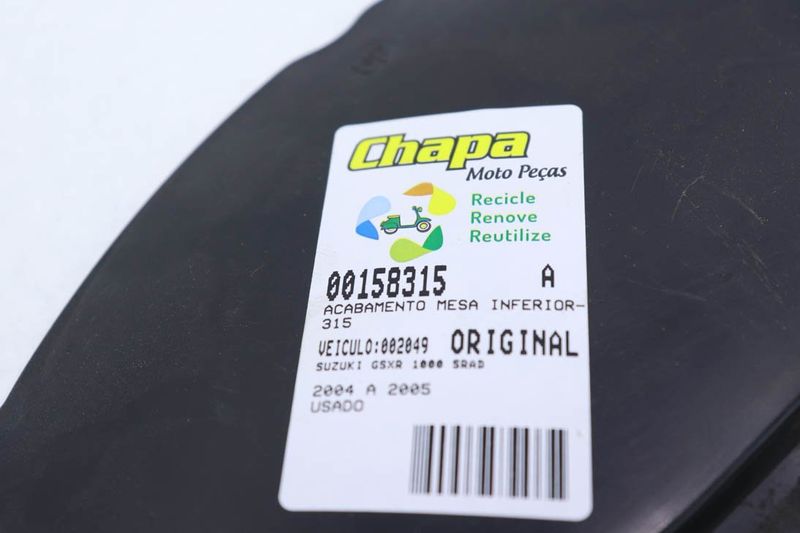 Chapa
Moto Peças
Recicle
Renove
Reutilize
00158315 A
ACABAMENTO MESA INFERIOR-
315
VEICULO:002049 ORIGINAL
SUZUKI GSXR 1000 SRAD
2004 A 2005
USADO